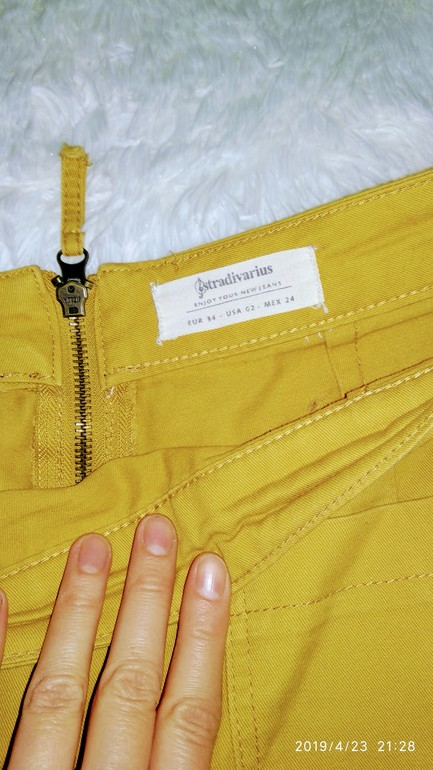 stradivarius
ENJOY YOUR NEW JEANS
EUR 34 - USA 02 - MEX 24
2019/4/23 21:28